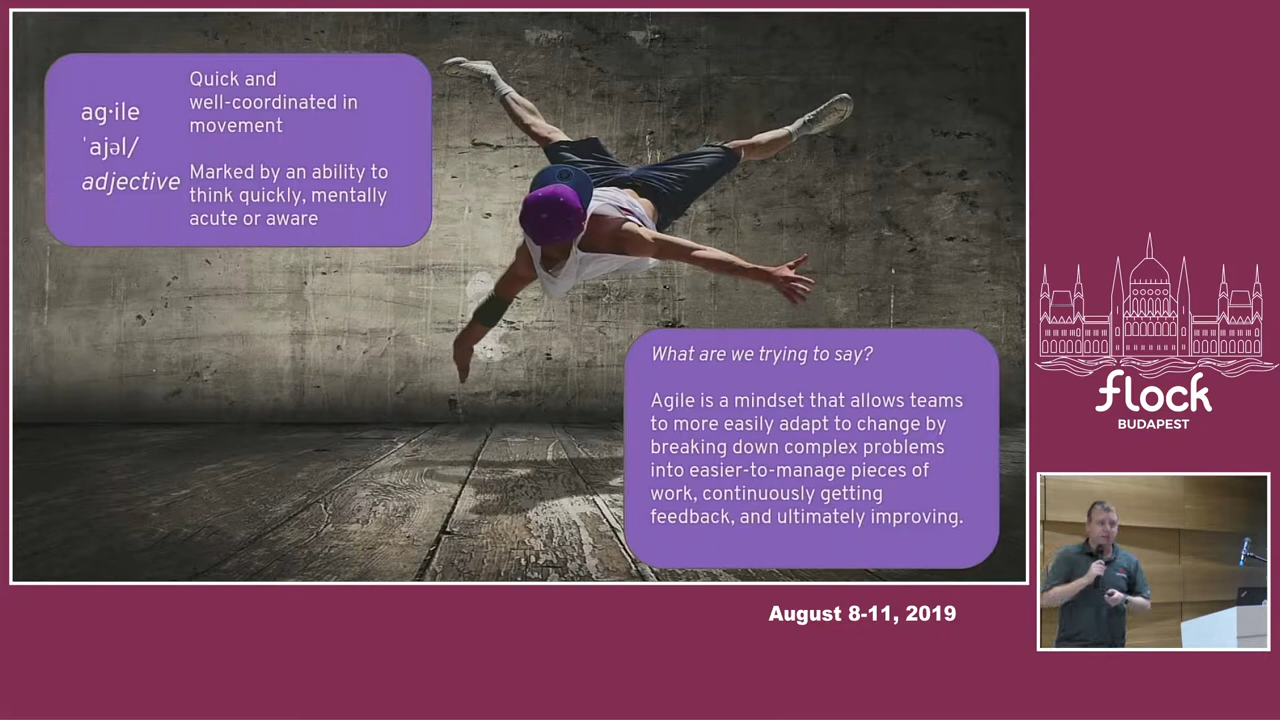 ag·ile
ˈajəl/
adjective
Quick and
well-coordinated in
movement
Marked by an ability to
think quickly, mentally
acute or aware
What are we trying to say?
Agile is a mindset that allows teams
to more easily adapt to change by
breaking down complex problems
into easier-to-manage pieces of
work, continuously getting
feedback, and ultimately improving.
flock
BUDAPEST
August 8-11, 2019